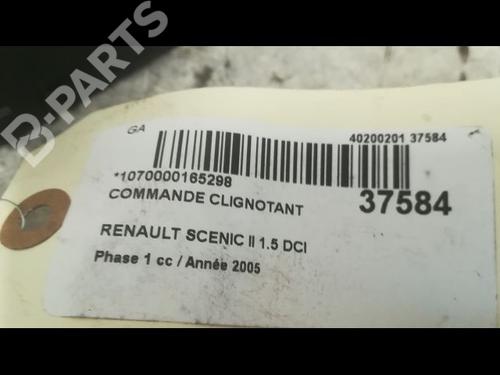 B-PARTS
GA
40200201 37584
*1070000165298
COMMANDE CLIGNOTANT
37584
RENAULT SCENIC II 1.5 DCI
Phase 1 cc / Année 2005